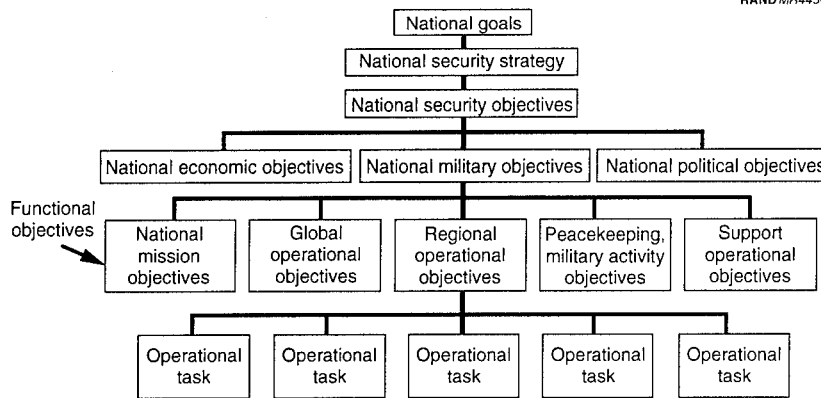 National goals
National security strategy
National security objectives
National economic objectives
National military objectives
National political objectives
Functional
objectives
National
mission
objectives
Global
operational
objectives
Regional
operational
objectives
Peacekeeping,
military activity
objectives
Support
operational
objectives
Operational
task
Operational
task
Operational
task
Operational
task
Operational
task